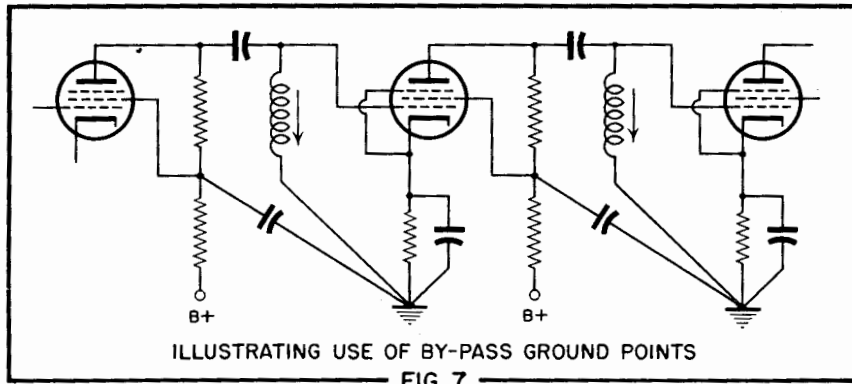 B+
B+
ILLUSTRATING USE OF BY-PASS GROUND POINTS
FIG. 7